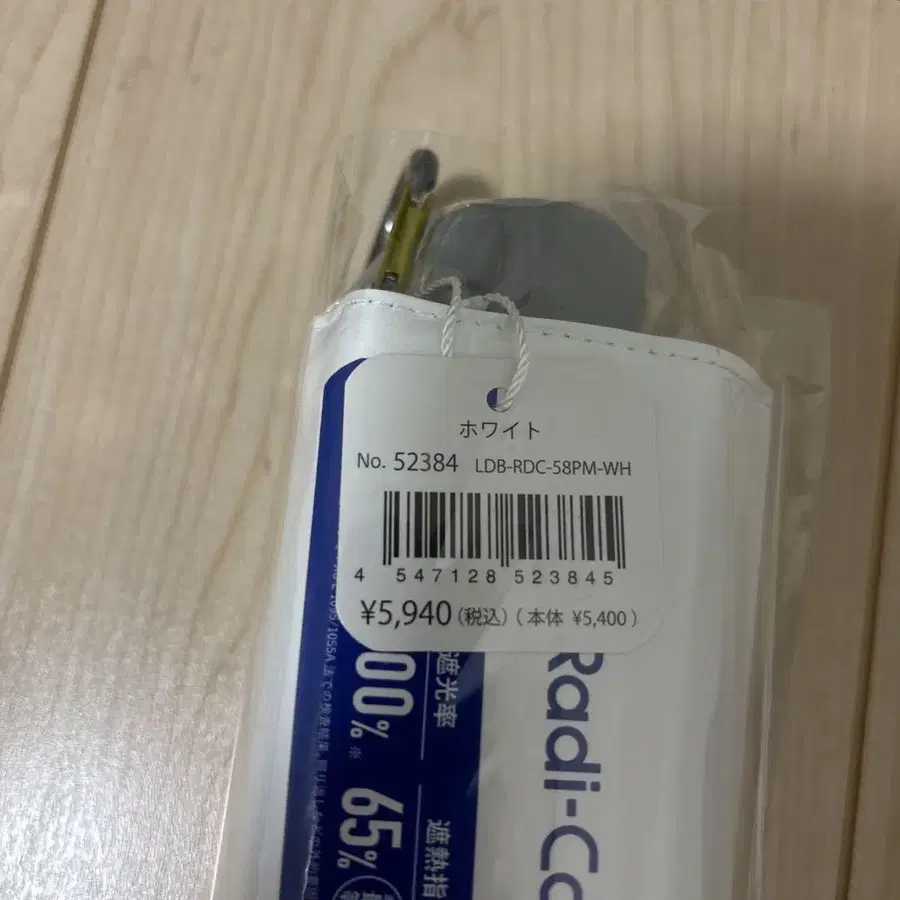 ホワイト
No. 52384 LDB-RDC-58PM-WH
4 547128 523845
¥5,940(税込)(本体 ¥5,400)
遮光率
00%※
遮熱指
65%
Radi-Co